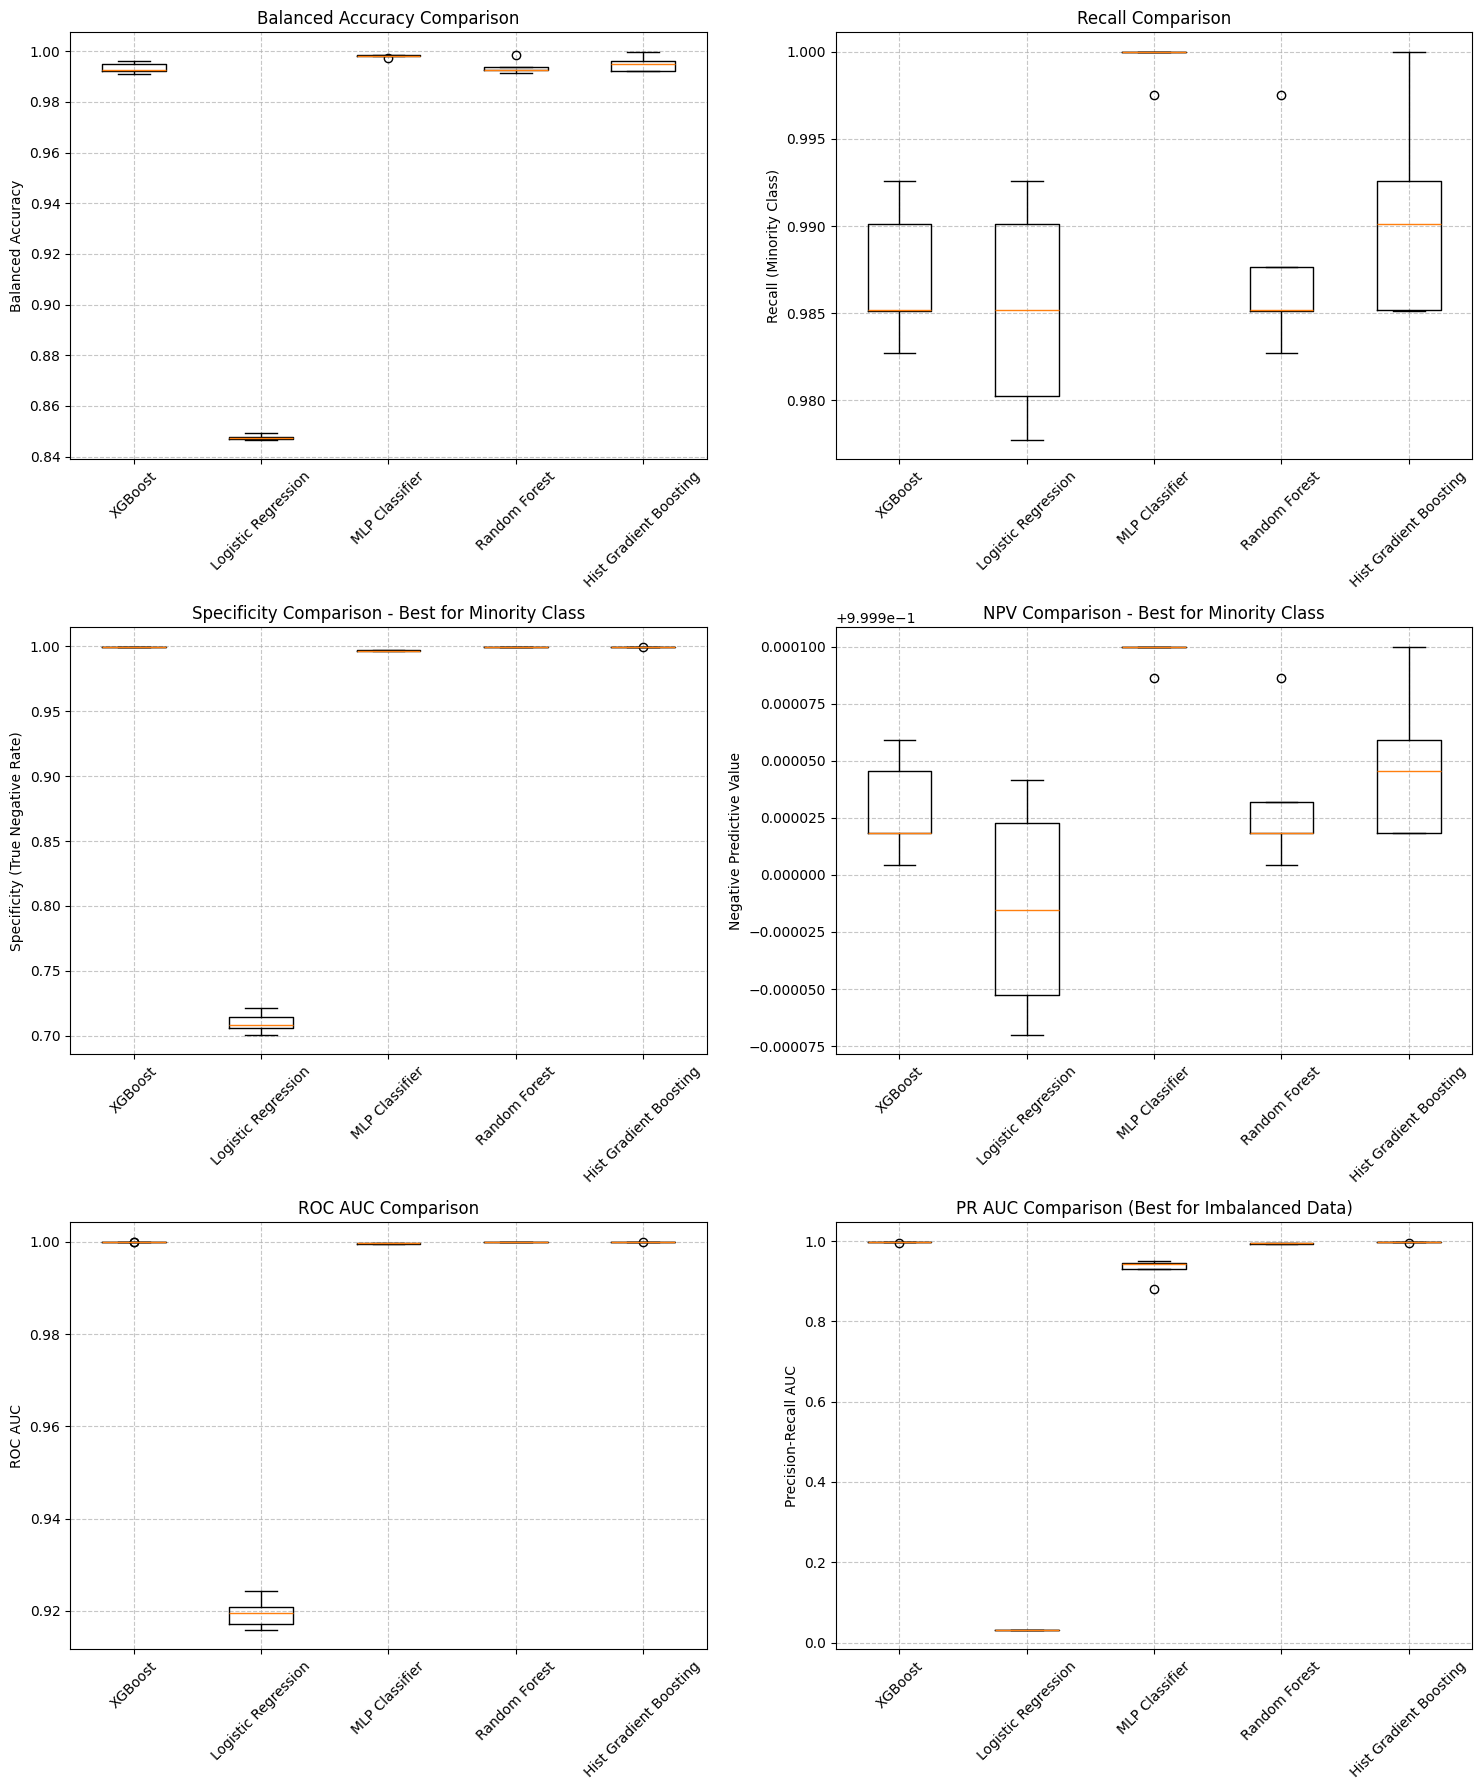 Balanced Accuracy Comparison
Balanced Accuracy
1.00
0.98
0.96
0.94
0.92
0.90
0.88
0.86
0.84
XGBoost
Logistic Regression
MLP Classifier
Random Forest
Hist Gradient Boosting
Recall Comparison
Recall (Minority Class)
1.000
0.995
0.990
0.985
0.980
XGBoost
Logistic Regression
MLP Classifier
Random Forest
Hist Gradient Boosting
Specificity Comparison - Best for Minority Class
Specificity (True Negative Rate)
1.00
0.95
0.90
0.85
0.80
0.75
0.70
XGBoost
Logistic Regression
MLP Classifier
Random Forest
Hist Gradient Boosting
NPV Comparison - Best for Minority Class
+9.999e−1
Negative Predictive Value
0.000100
0.000075
0.000050
0.000025
0.000000
−0.000025
−0.000050
−0.000075
XGBoost
Logistic Regression
MLP Classifier
Random Forest
Hist Gradient Boosting
ROC AUC Comparison
ROC AUC
1.00
0.98
0.96
0.94
0.92
XGBoost
Logistic Regression
MLP Classifier
Random Forest
Hist Gradient Boosting
PR AUC Comparison (Best for Imbalanced Data)
Precision-Recall AUC
1.0
0.8
0.6
0.4
0.2
0.0
XGBoost
Logistic Regression
MLP Classifier
Random Forest
Hist Gradient Boosting